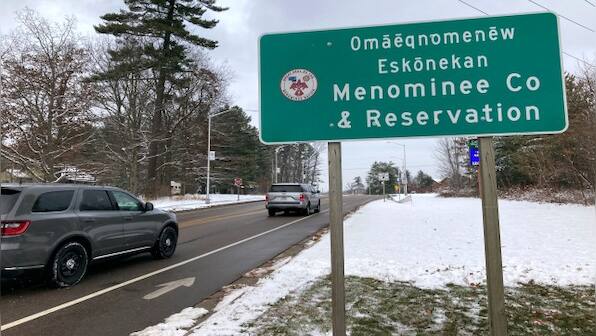 Omāēqnomenēw
Eskōnekan
Menominee Co
& Reservation